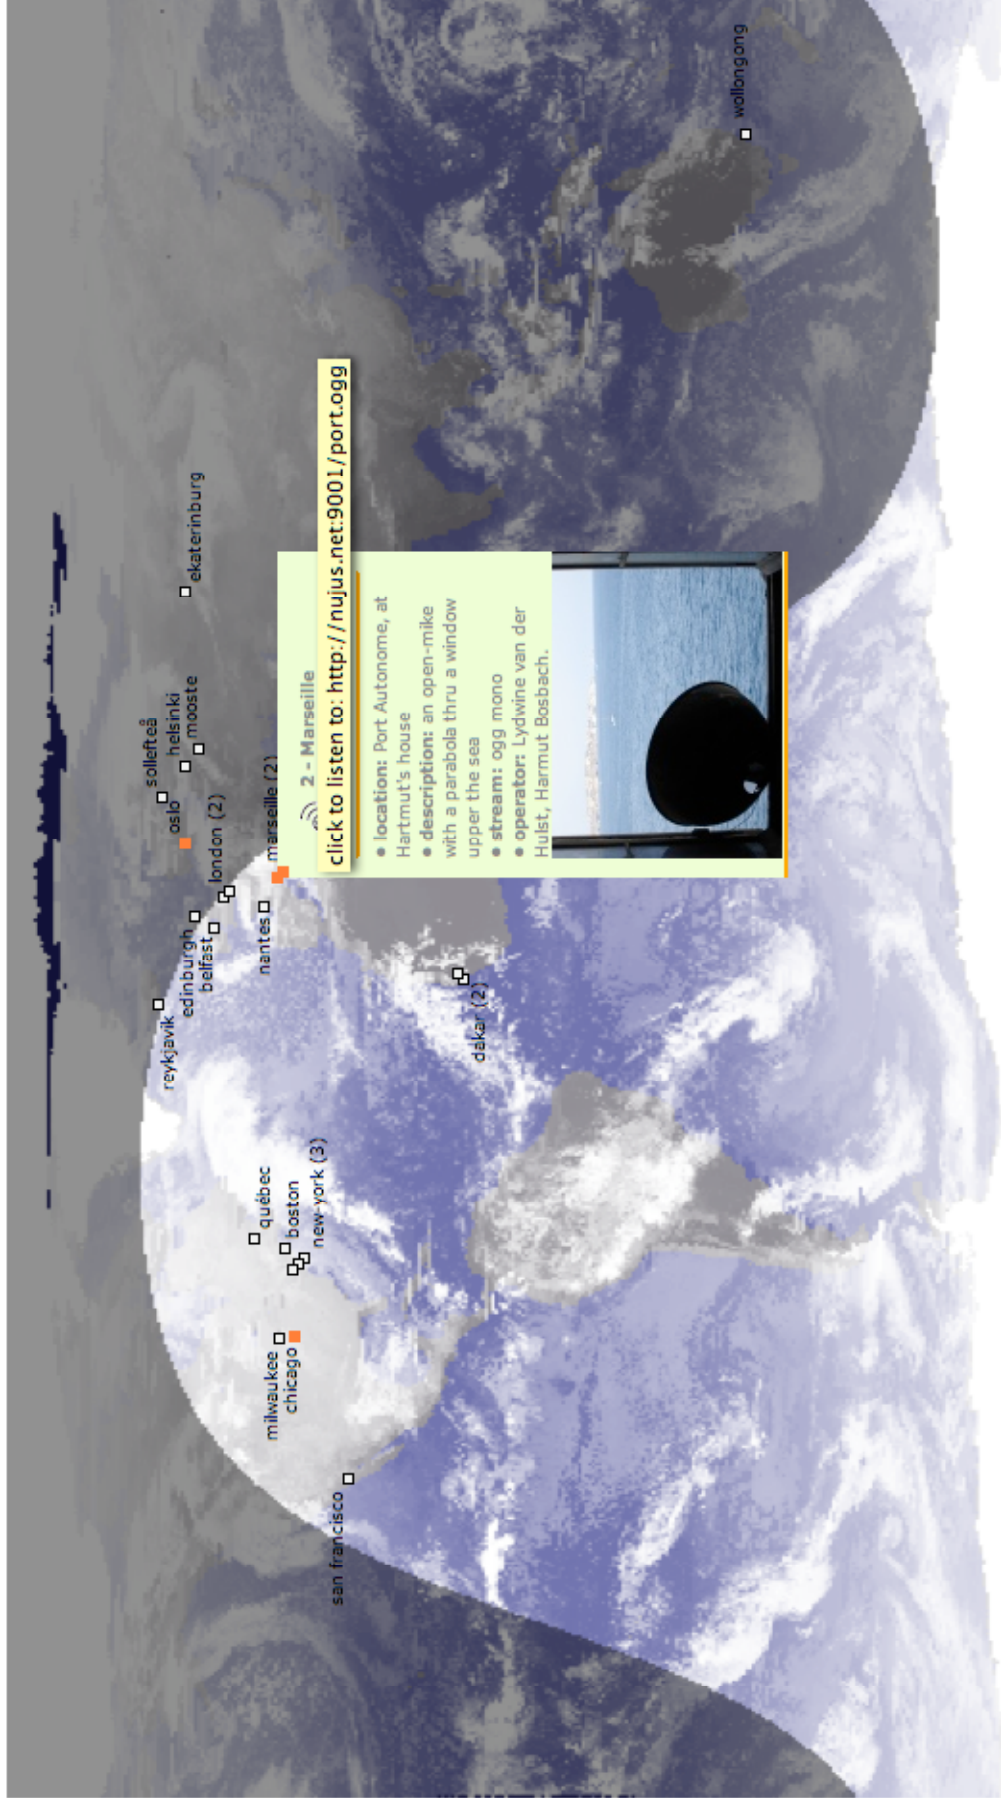 reykjavik
edinburgh
belfast
sollefteå
oslo
helsinki
mooste
ekaterinburg
london (2)
nantes
marseille (2)
québec
boston
new-york (3)
milwaukee
chicago
san francisco
dakar (2)
wollongong
2 - Marseille
click to listen to: http://nujus.net:9001/port.ogg
• location: Port Autonome, at
Hartmut's house
• description: an open-mike
with a parabola thru a window
upper the sea
• stream: ogg mono
• operator: Lydwine van der
Hulst, Harmut Bosbach.